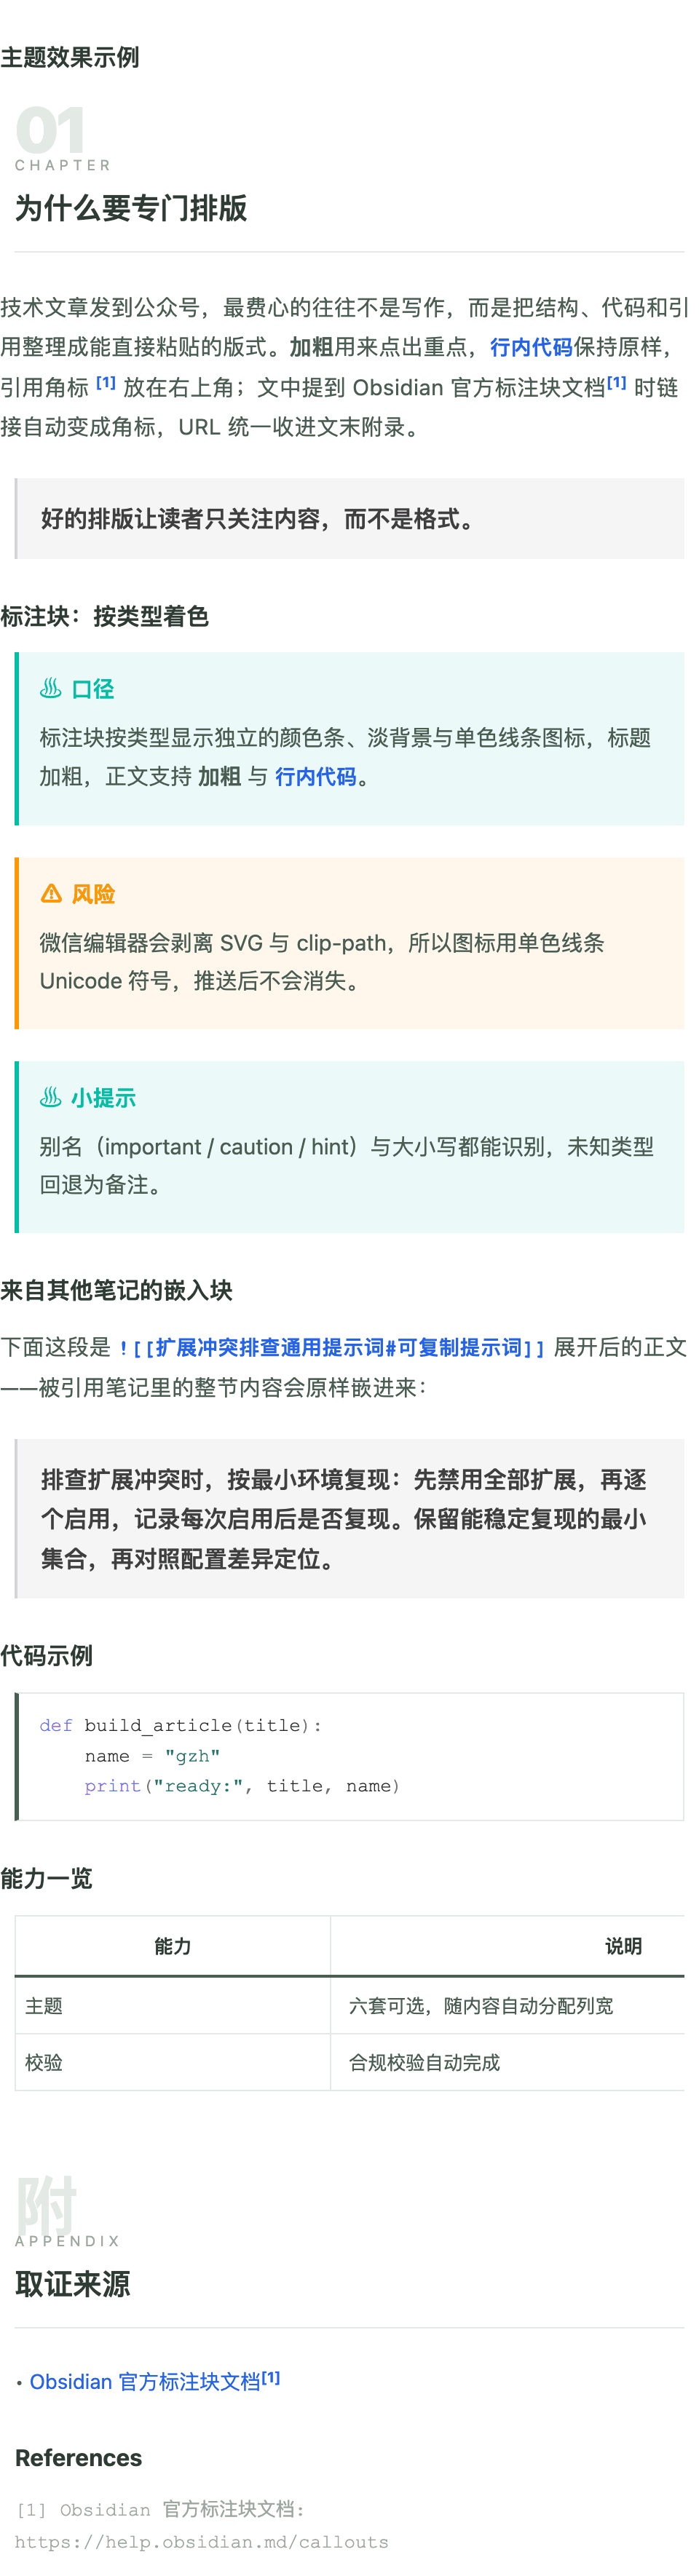 主题效果示例
01
CHAPTER
为什么要专门排版
技术文章发到公众号，最费心的往往不是写作，而是把结构、代码和引
用整理成能直接粘贴的版式。加粗用来点出重点，行内代码保持原样，
引用角标 [1] 放在右上角；文中提到 Obsidian 官方标注块文档[1] 时链
接自动变成角标，URL 统一收进文末附录。
好的排版让读者只关注内容，而不是格式。
标注块：按类型着色
♨ 口径
标注块按类型显示独立的颜色条、淡背景与单色线条图标，标题
加粗，正文支持 加粗 与 行内代码。
⚠ 风险
微信编辑器会剥离 SVG 与 clip-path，所以图标用单色线条
Unicode 符号，推送后不会消失。
♨ 小提示
别名（important / caution / hint）与大小写都能识别，未知类型
回退为备注。
来自其他笔记的嵌入块
下面这段是 ![[扩展冲突排查通用提示词#可复制提示词]] 展开后的正文
——被引用笔记里的整节内容会原样嵌进来：
排查扩展冲突时，按最小环境复现：先禁用全部扩展，再逐
个启用，记录每次启用后是否复现。保留能稳定复现的最小
集合，再对照配置差异定位。
代码示例
def build_article(title):
    name = "gzh"
    print("ready:", title, name)
能力一览
能力 说明
主题 六套可选，随内容自动分配列宽
校验 合规校验自动完成
附
APPENDIX
取证来源
• Obsidian 官方标注块文档[1]
References
[1] Obsidian 官方标注块文档:
https://help.obsidian.md/callouts